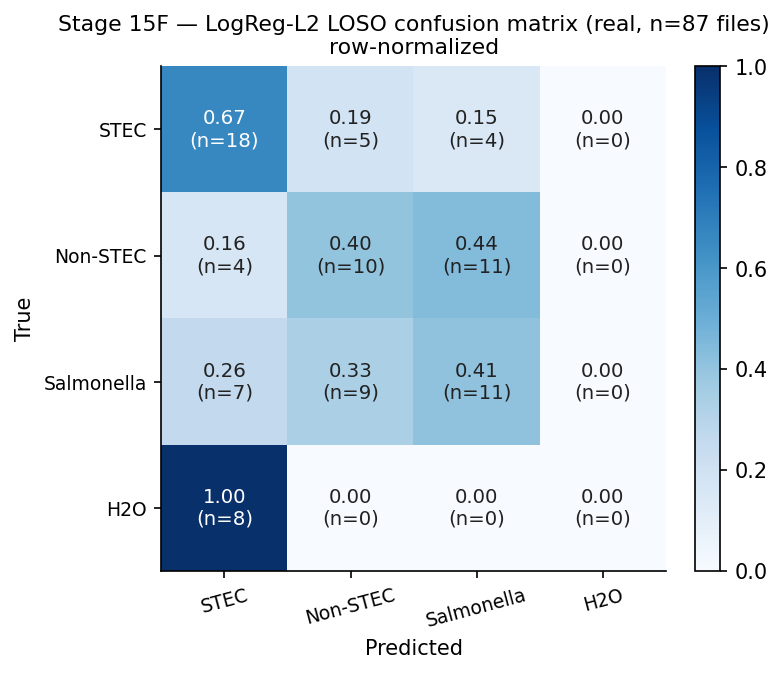 Stage 15F — LogReg-L2 LOSO confusion matrix (real, n=87 files)
row-normalized
1.0
0.8
0.6
0.4
0.2
0.0
True
STEC
0.67 0.19 0.15 0.00
(n=18) (n=5) (n=4) (n=0)
Non-STEC
0.16 0.40 0.44 0.00
(n=4) (n=10) (n=11) (n=0)
Salmonella
0.26 0.33 0.41 0.00
(n=7) (n=9) (n=11) (n=0)
H2O
1.00 0.00 0.00 0.00
(n=8) (n=0) (n=0) (n=0)
STEC Non-STEC Salmonella H2O
Predicted